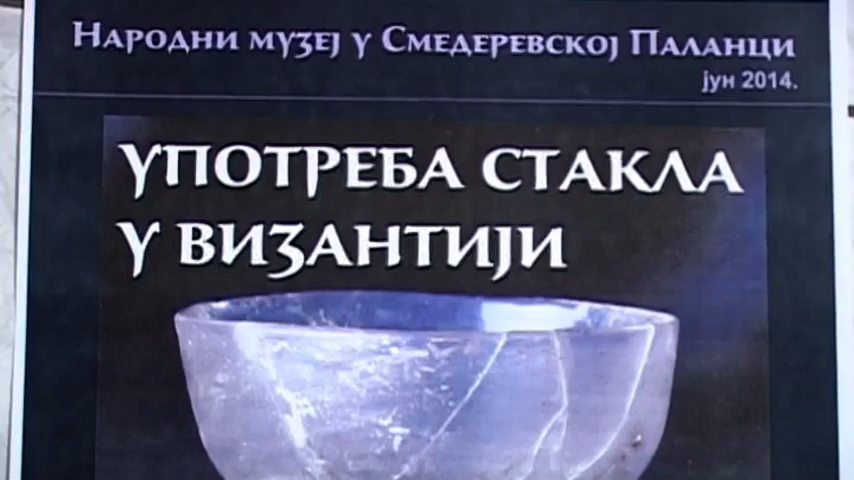 Народни музеј у Смедеревској Паланци
јун 2014.
УПОТРЕБА СТАКЛА
У ВИЗАНТИЈИ